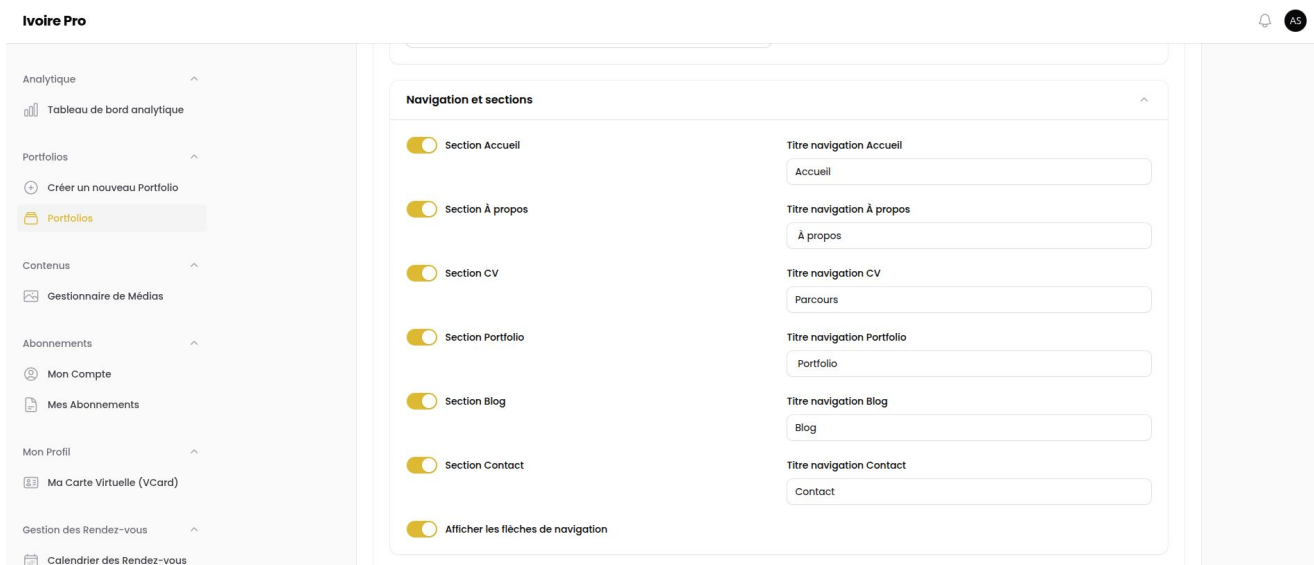 Ivoire Pro
AS
Analytique
Tableau de bord analytique
Portfolios
Créer un nouveau Portfolio
Portfolios
Contenus
Gestionnaire de Médias
Abonnements
Mon Compte
Mes Abonnements
Mon Profil
Ma Carte Virtuelle (VCard)
Gestion des Rendez-vous
Calendrier des Rendez-vous
Navigation et sections
Section Accueil
Titre navigation Accueil
Accueil
Section À propos
Titre navigation À propos
À propos
Section CV
Titre navigation CV
Parcours
Section Portfolio
Titre navigation Portfolio
Portfolio
Section Blog
Titre navigation Blog
Blog
Section Contact
Titre navigation Contact
Contact
Afficher les flèches de navigation